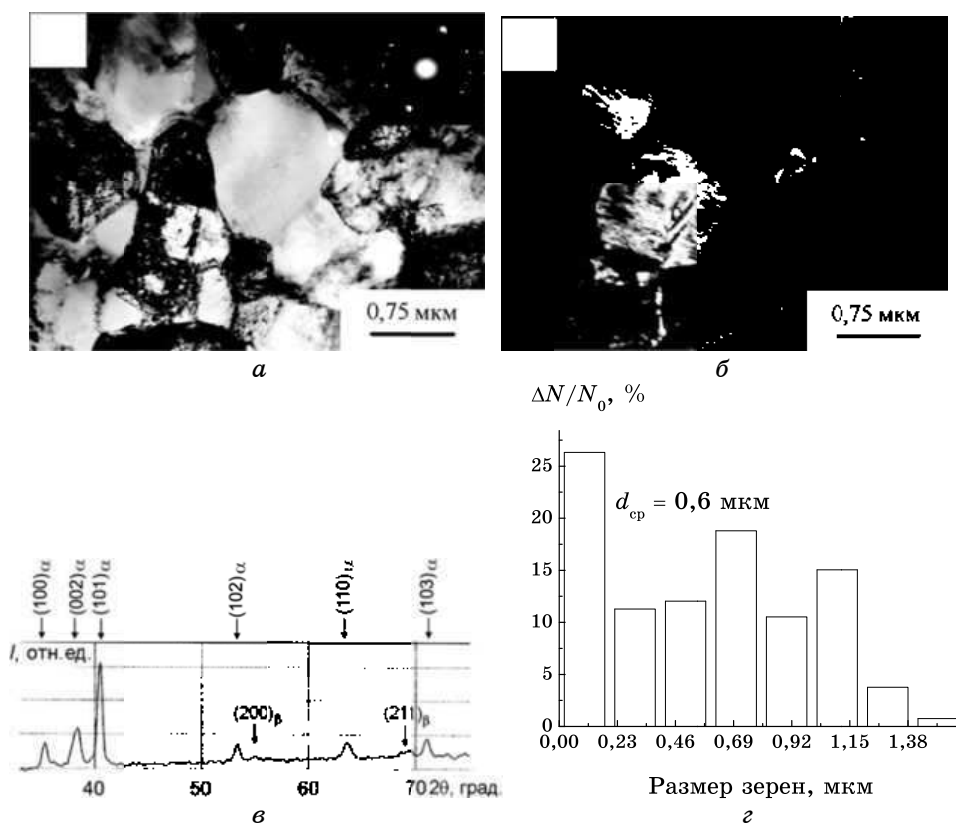 0,75 мкм
0,75 мкм
а
б
ΔN/N₀, %
25
20
15
10
5
0
d_ср = 0,6 мкм
0,00 0,23 0,46 0,69 0,92 1,15 1,38
Размер зерен, мкм
г
(100)α (002)α (101)α (102)α (110)α (103)α
I, отн.ед.
(200)β (211)β
40 50 60 70 2θ, град.
в